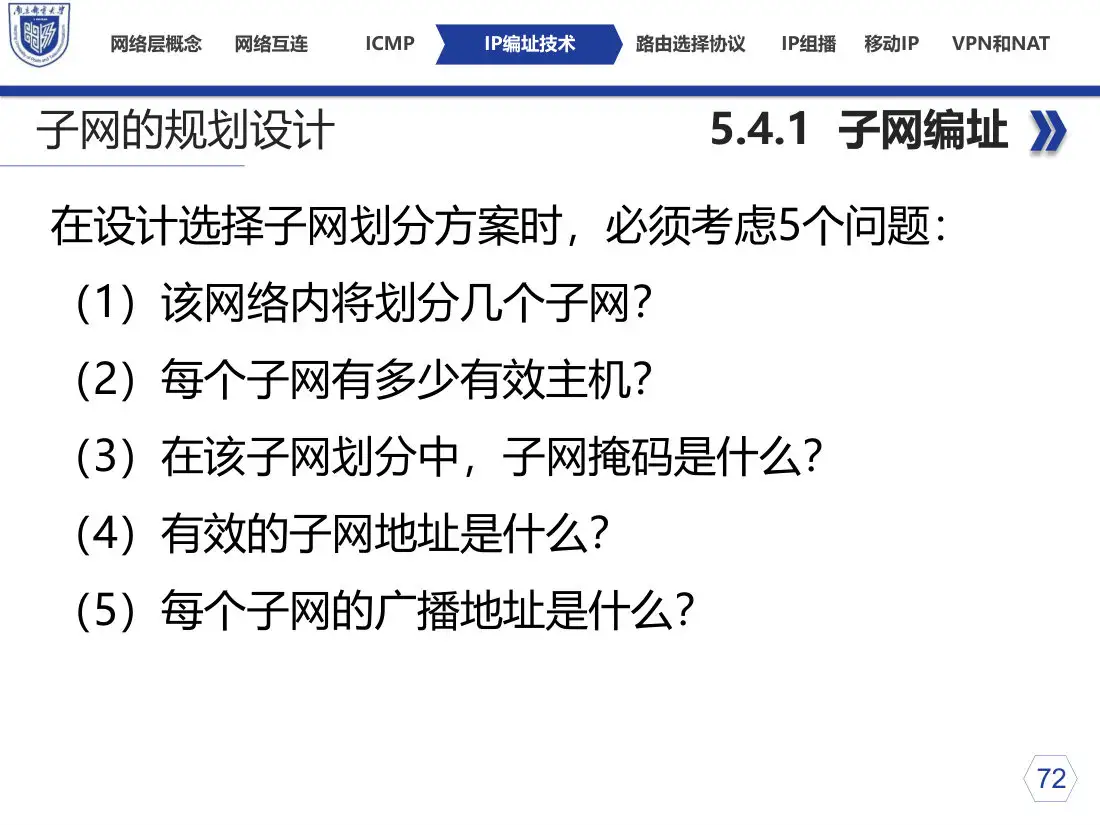 南京邮电大学
网络层概念 网络互连 ICMP IP编址技术 路由选择协议 IP组播 移动IP VPN和NAT
子网的规划设计
5.4.1 子网编址
在设计选择子网划分方案时，必须考虑5个问题：
（1）该网络内将划分几个子网？
（2）每个子网有多少有效主机？
（3）在该子网划分中，子网掩码是什么？
（4）有效的子网地址是什么？
（5）每个子网的广播地址是什么？
72